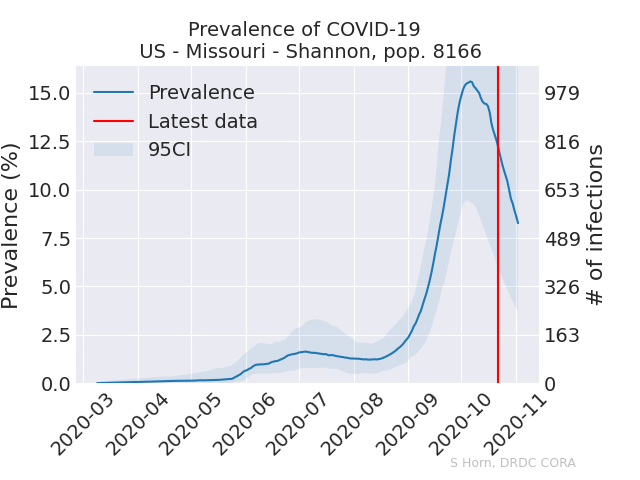 Prevalence of COVID-19
US - Missouri - Shannon, pop. 8166
Prevalence
Latest data
95CI
Prevalence (%)
15.0
12.5
10.0
7.5
5.0
2.5
0.0
979
816
653
489
326
163
0
# of infections
2020-03
2020-04
2020-05
2020-06
2020-07
2020-08
2020-09
2020-10
2020-11
S Horn, DRDC CORA